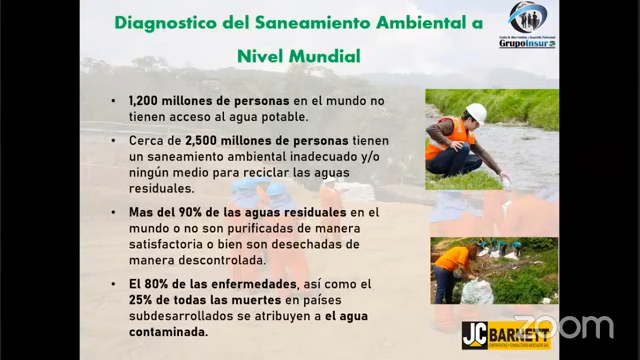 Diagnostico del Saneamiento Ambiental a
Nivel Mundial
GrupoInsur
• 1,200 millones de personas en el mundo no
tienen acceso al agua potable.
• Cerca de 2,500 millones de personas tienen
un saneamiento ambiental inadecuado y/o
ningún medio para reciclar las aguas
residuales.
• Mas del 90% de las aguas residuales en el
mundo o no son purificadas de manera
satisfactoria o bien son desechadas de
manera descontrolada.
• El 80% de las enfermedades, así como el
25% de todas las muertes en países
subdesarrollados se atribuyen a el agua
contaminada.
JC BARNETT
zoom